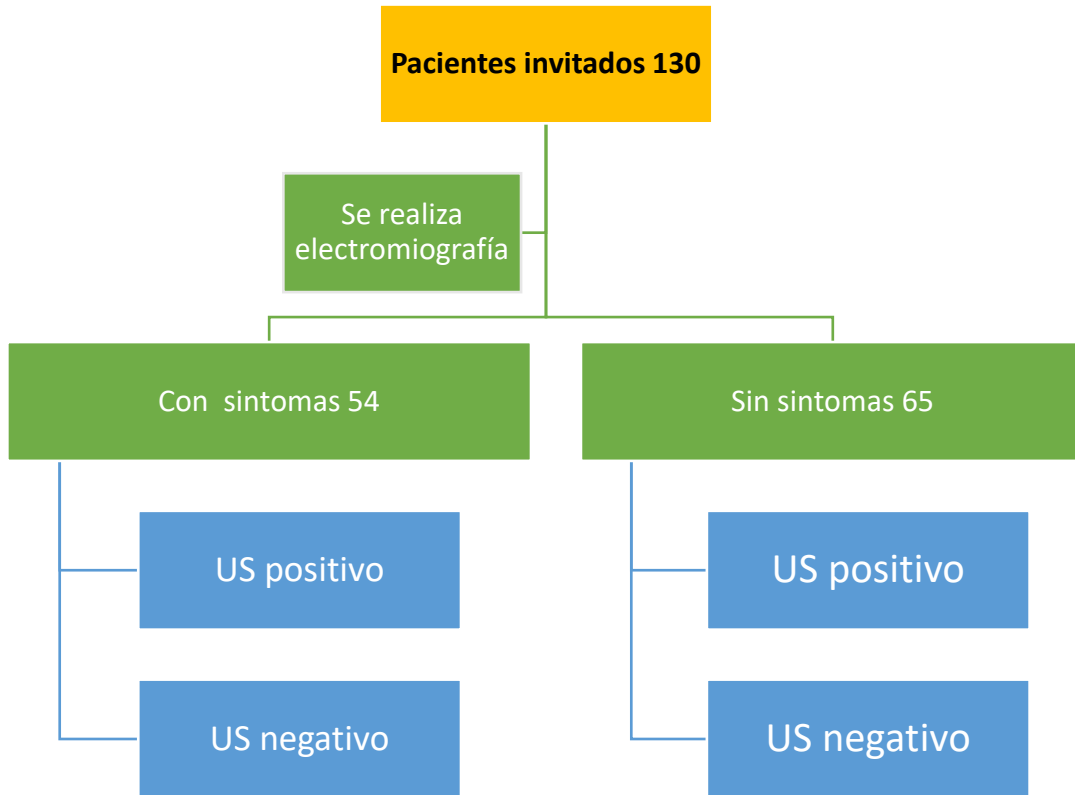 Pacientes invitados 130
Se realiza
electromiografía
Con sintomas 54
Sin sintomas 65
US positivo
US positivo
US negativo
US negativo